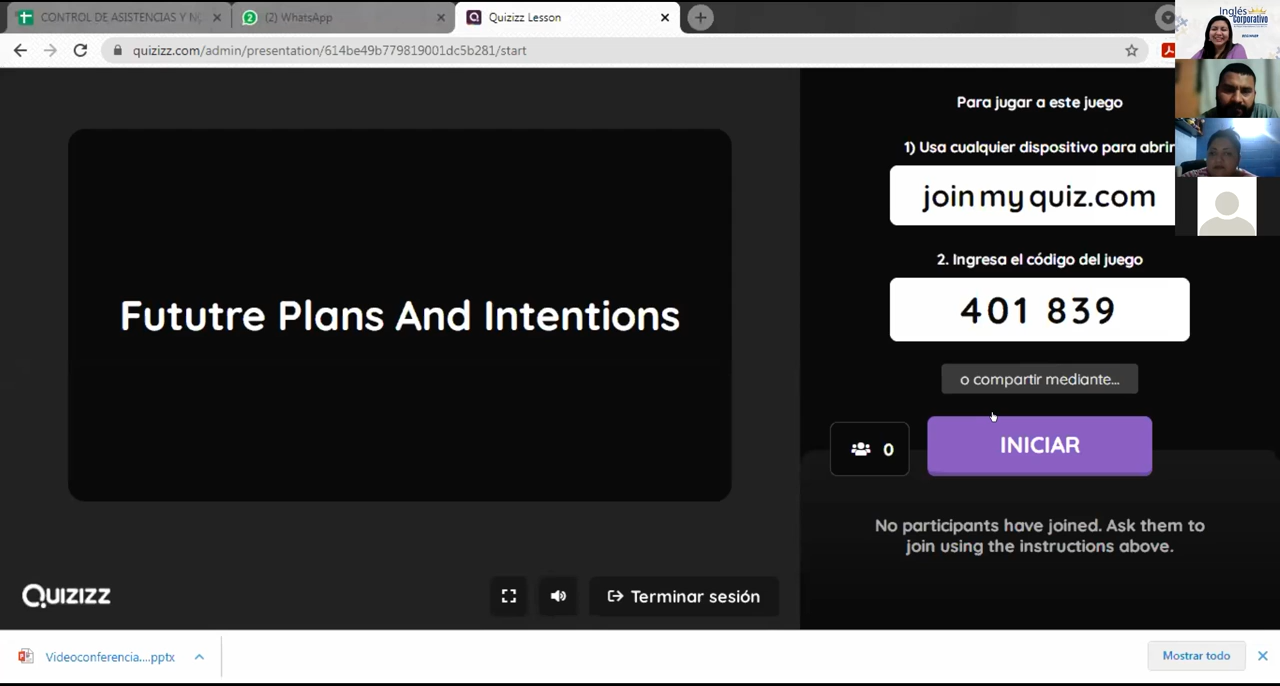 CONTROL DE ASISTENCIAS Y NO
(2) WhatsApp
Quizizz Lesson
quizizz.com/admin/presentation/614be49b779819001dc5b281/start
Inglés
Corporativo
Fututre Plans And Intentions
Para jugar a este juego
1) Usa cualquier dispositivo para abrir
joinmyquiz.com
2. Ingresa el código del juego
401 839
o compartir mediante...
0
INICIAR
No participants have joined. Ask them to
join using the instructions above.
QUIZIZZ
Terminar sesión
Videoconferencia....pptx
Mostrar todo